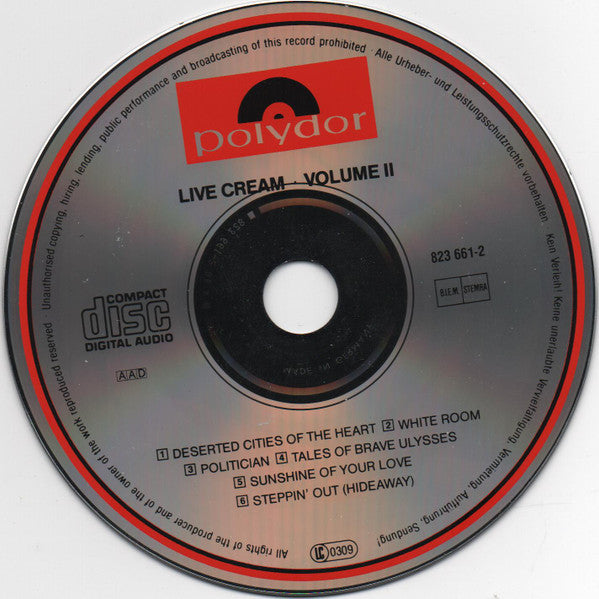 All rights of the producer and of the owner of the work reproduced reserved · Unauthorised copying, hiring, lending, public performance and broadcasting of this record prohibited · Alle Urheber- und Leistungsschutzrechte vorbehalten · Kein Verleih! Keine unerlaubte Vervielfältigung, Vermietung, Aufführung, Sendung!
polydor
LIVE CREAM · VOLUME II
823 661-2
B.I.E.M. STEMRA
COMPACT
disc
DIGITAL AUDIO
AAD
1 DESERTED CITIES OF THE HEART 2 WHITE ROOM
3 POLITICIAN 4 TALES OF BRAVE ULYSSES
5 SUNSHINE OF YOUR LOVE
6 STEPPIN' OUT (HIDEAWAY)
LC 0309